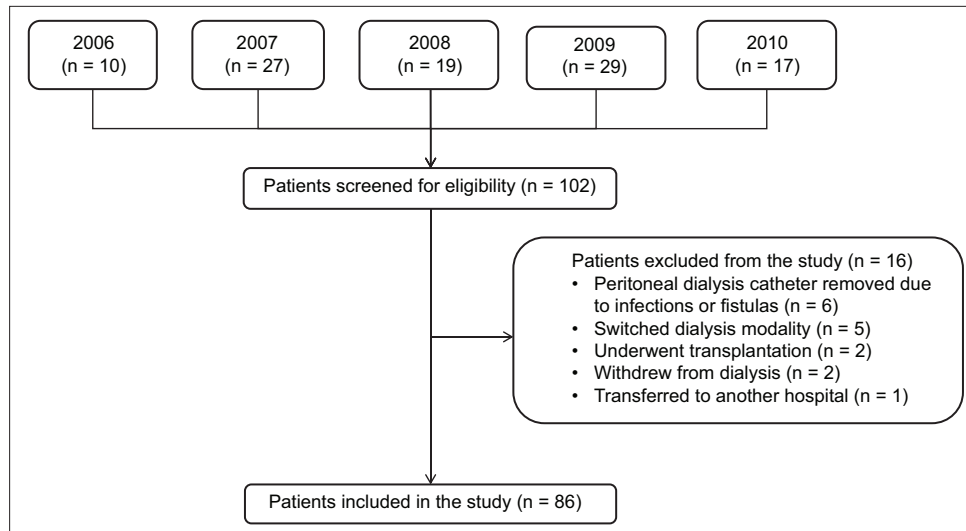 2006
(n = 10)
2007
(n = 27)
2008
(n = 19)
2009
(n = 29)
2010
(n = 17)
Patients screened for eligibility (n = 102)
Patients excluded from the study (n = 16)
• Peritoneal dialysis catheter removed due
to infections or fistulas (n = 6)
• Switched dialysis modality (n = 5)
• Underwent transplantation (n = 2)
• Withdrew from dialysis (n = 2)
• Transferred to another hospital (n = 1)
Patients included in the study (n = 86)